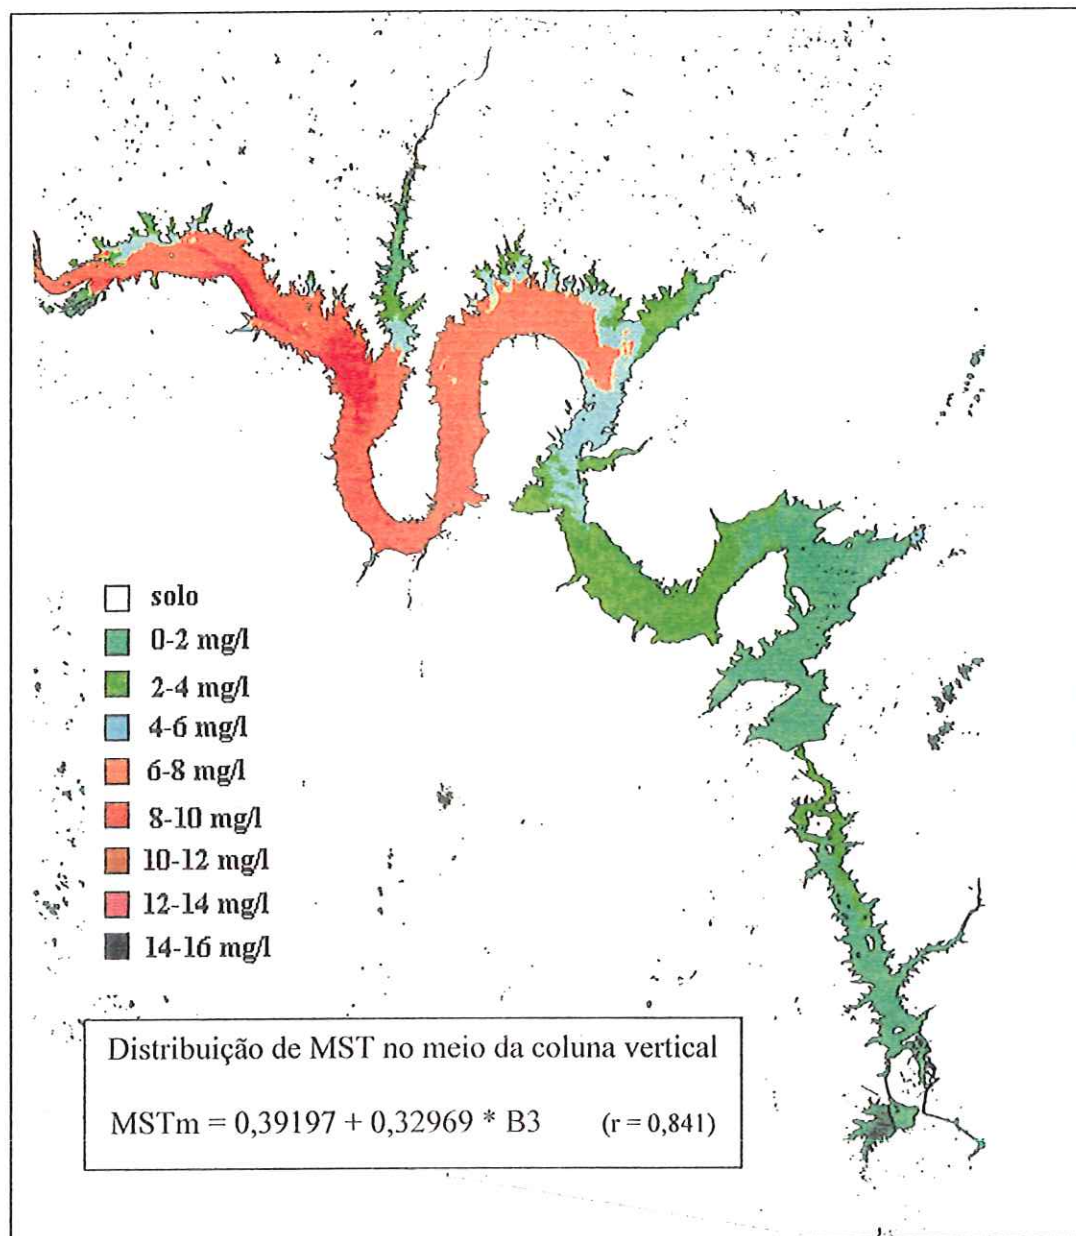 solo
0-2 mg/l
2-4 mg/l
4-6 mg/l
6-8 mg/l
8-10 mg/l
10-12 mg/l
12-14 mg/l
14-16 mg/l
Distribuição de MST no meio da coluna vertical
MSTm = 0,39197 + 0,32969 * B3 (r = 0,841)